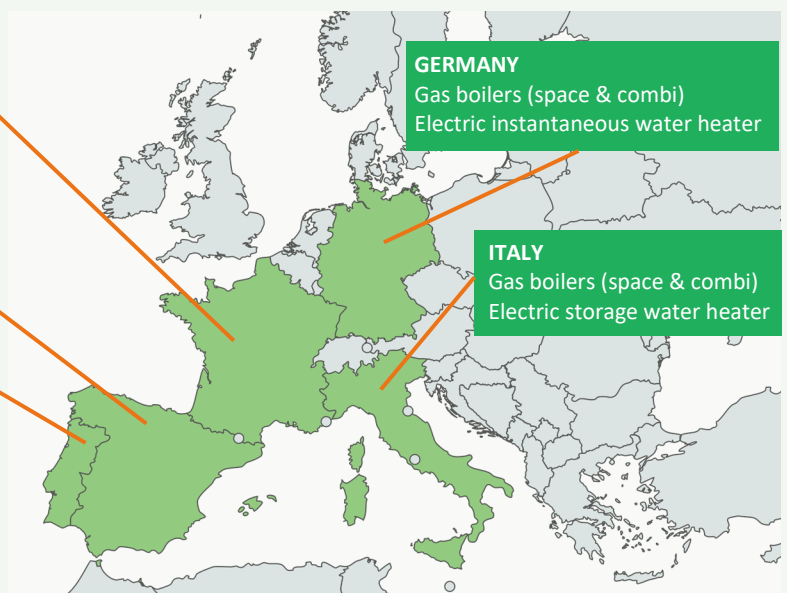 GERMANY
Gas boilers (space & combi)
Electric instantaneous water heater
ITALY
Gas boilers (space & combi)
Electric storage water heater